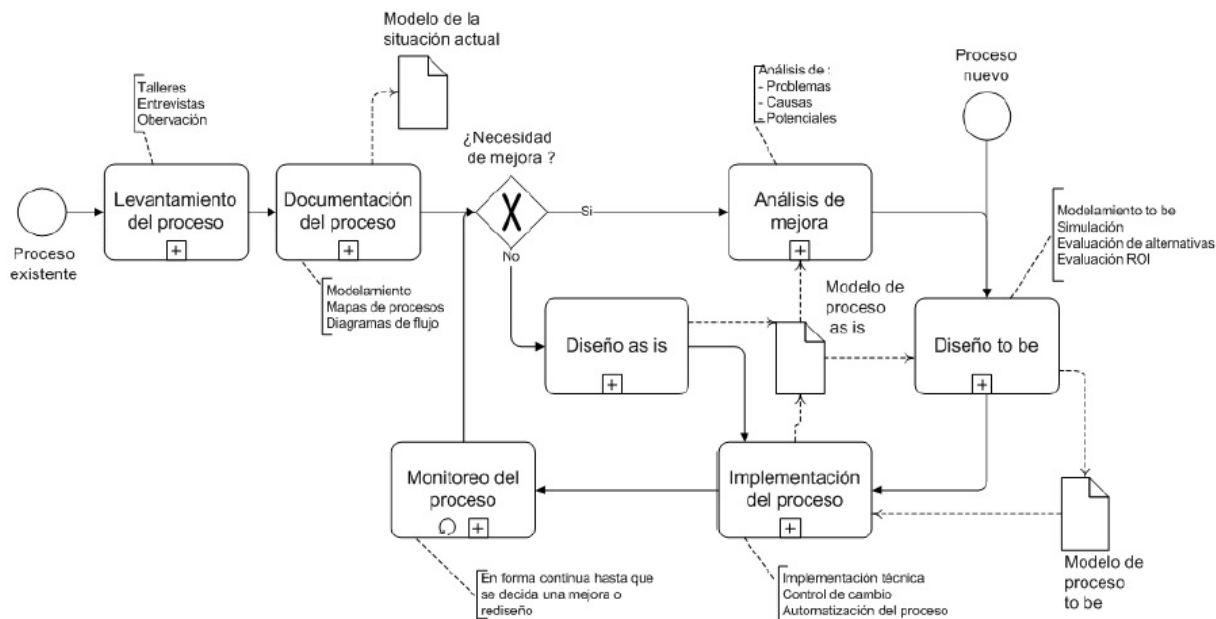 Modelo de la
situación actual
Proceso
nuevo
Talleres
Entrevistas
Obervación
Análisis de :
- Problemas
- Causas
- Potenciales
¿Necesidad
de mejora ?
Proceso
existente
Levantamiento
del proceso
+
Documentación
del proceso
+
X
Si
No
Análisis de
mejora
+
Modelamiento to be
Simulación
Evaluación de alternativas
Evaluación ROI
Modelamiento
Mapas de procesos
Diagramas de flujo
Diseño as is
+
Modelo de
proceso
as is
Diseño to be
+
Monitoreo del
proceso
+
Implementación
del proceso
+
Modelo de
proceso
to be
En forma continua hasta que
se decida una mejora o
rediseño
Implementación técnica
Control de cambio
Automatización del proceso